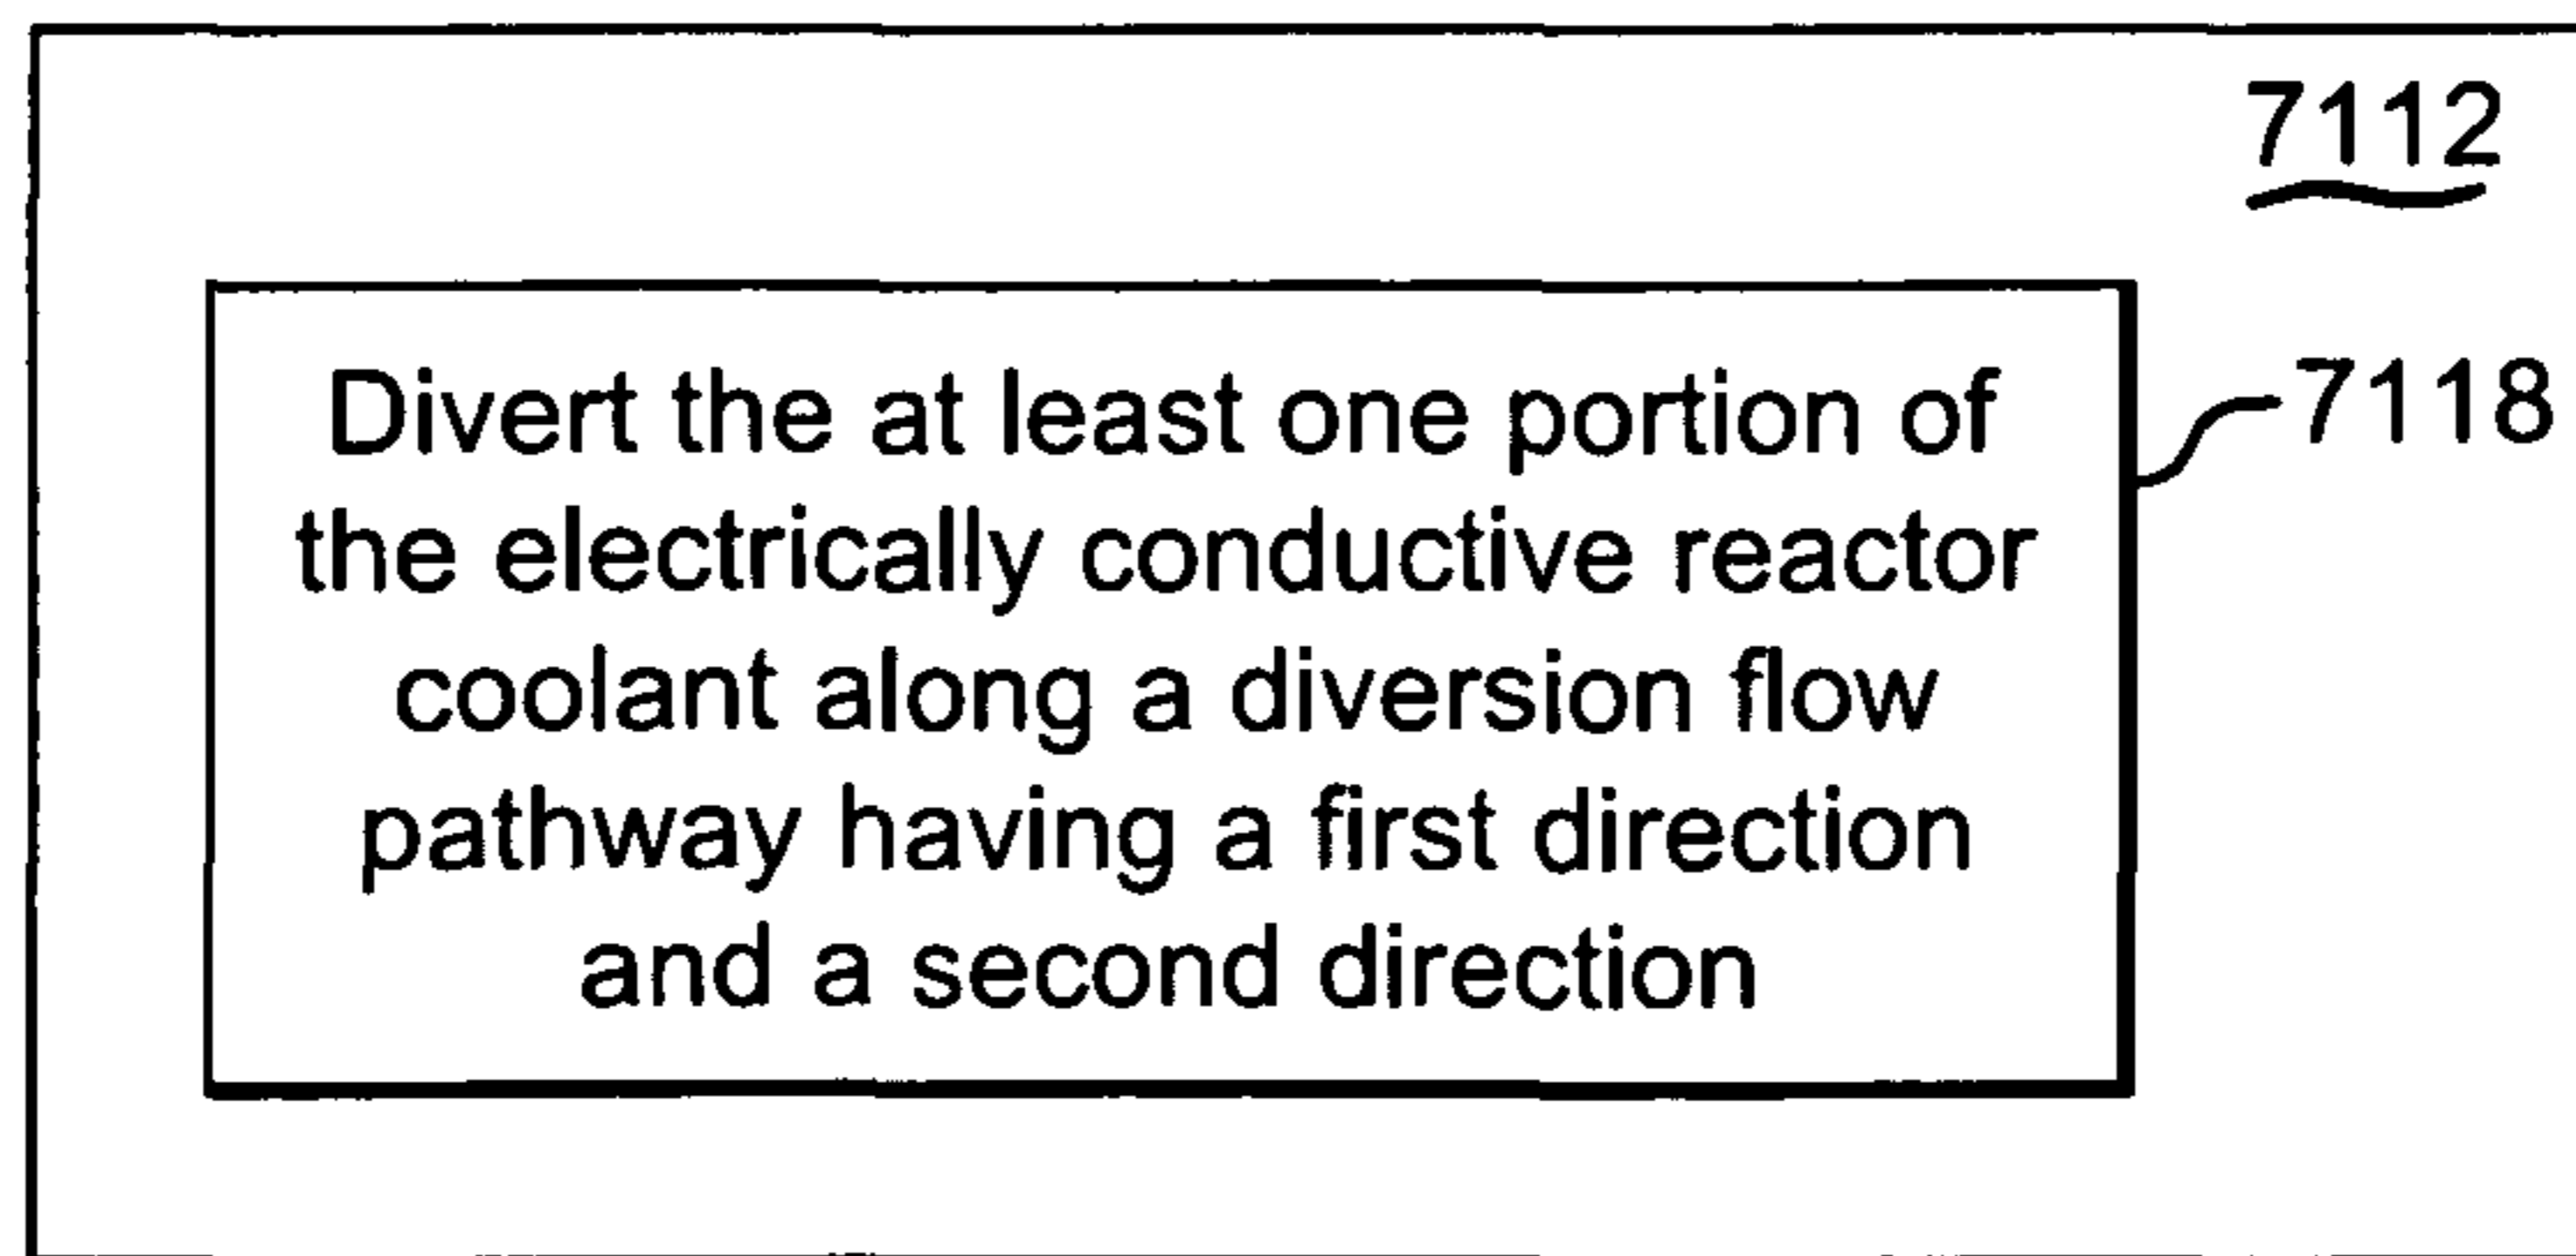 7112
Divert the at least one portion of
the electrically conductive reactor
coolant along a diversion flow
pathway having a first direction
and a second direction
7118